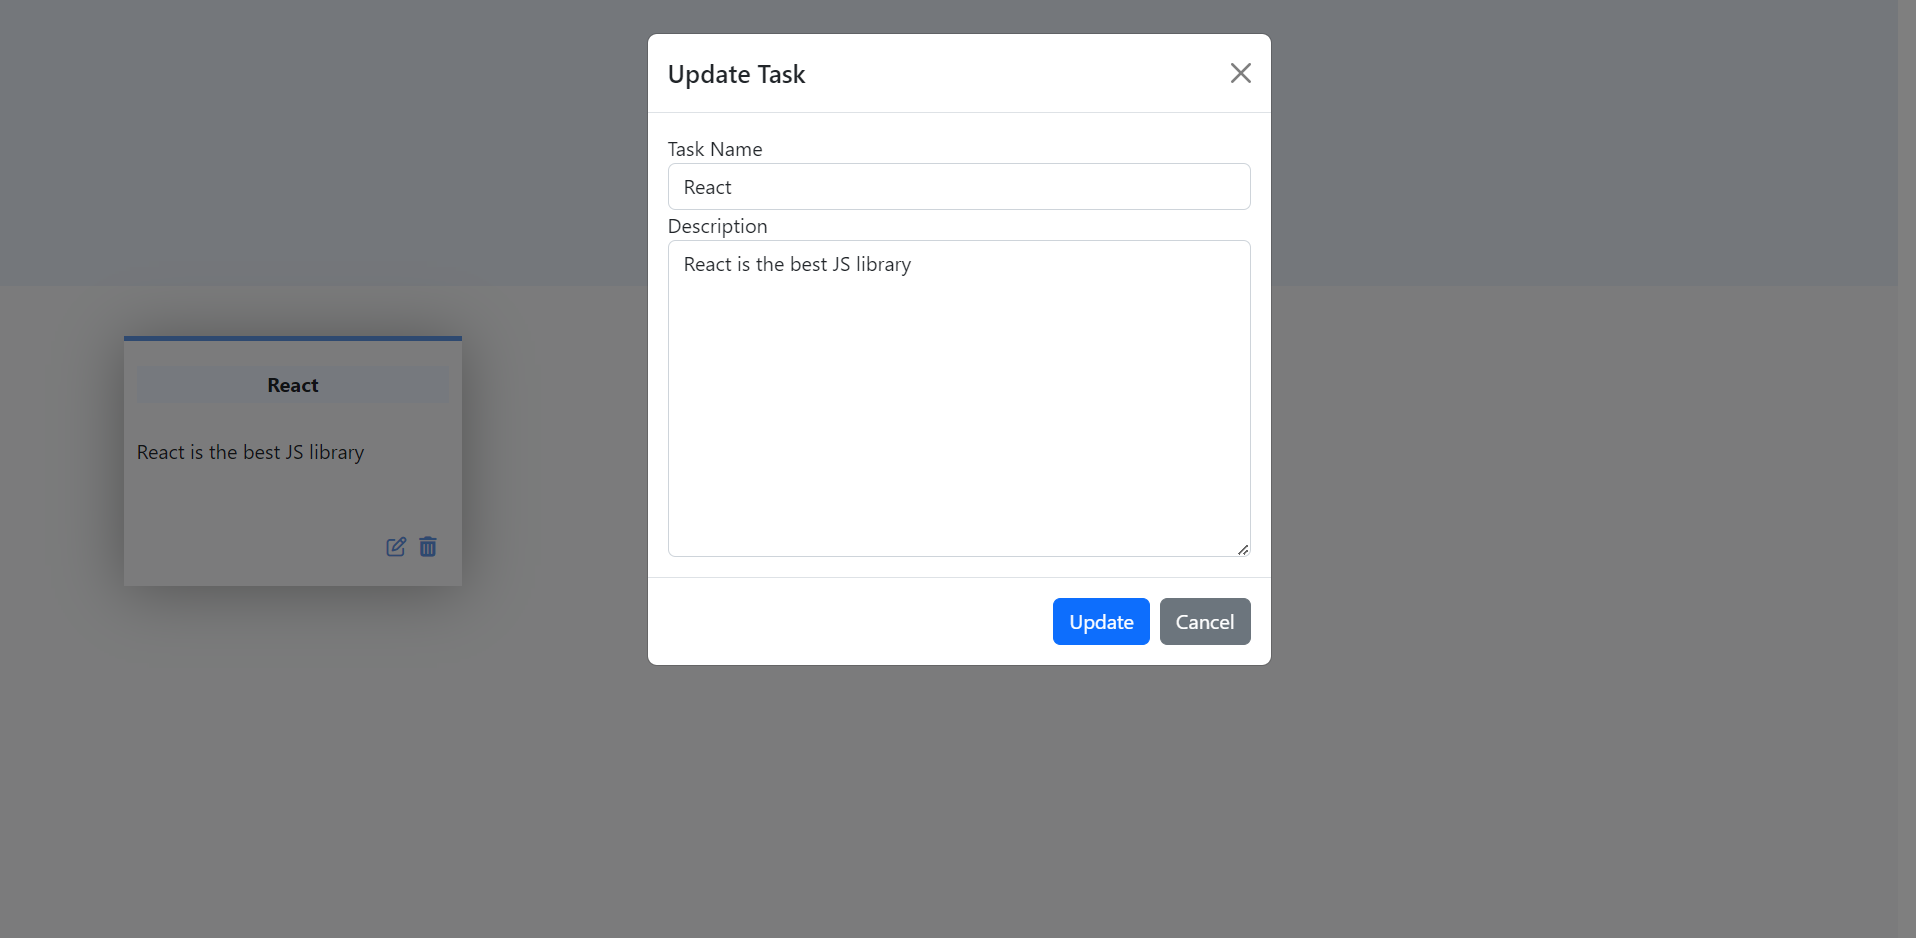 Update Task
Task Name
React
Description
React is the best JS library
Update
Cancel
React
React is the best JS library